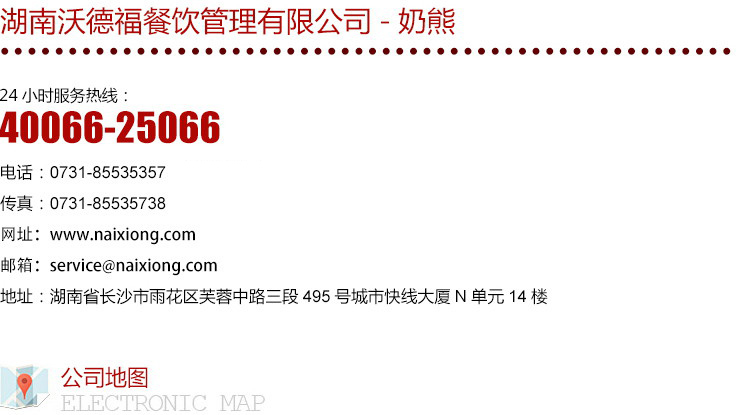 湖南沃德福餐饮管理有限公司 - 奶熊
24 小时服务热线：
40066-25066
电话：0731-85535357
传真：0731-85535738
网址：www.naixiong.com
邮箱：service@naixiong.com
地址：湖南省长沙市雨花区芙蓉中路三段 495 号城市快线大厦 N 单元 14 楼
公司地图
ELECTRONIC MAP